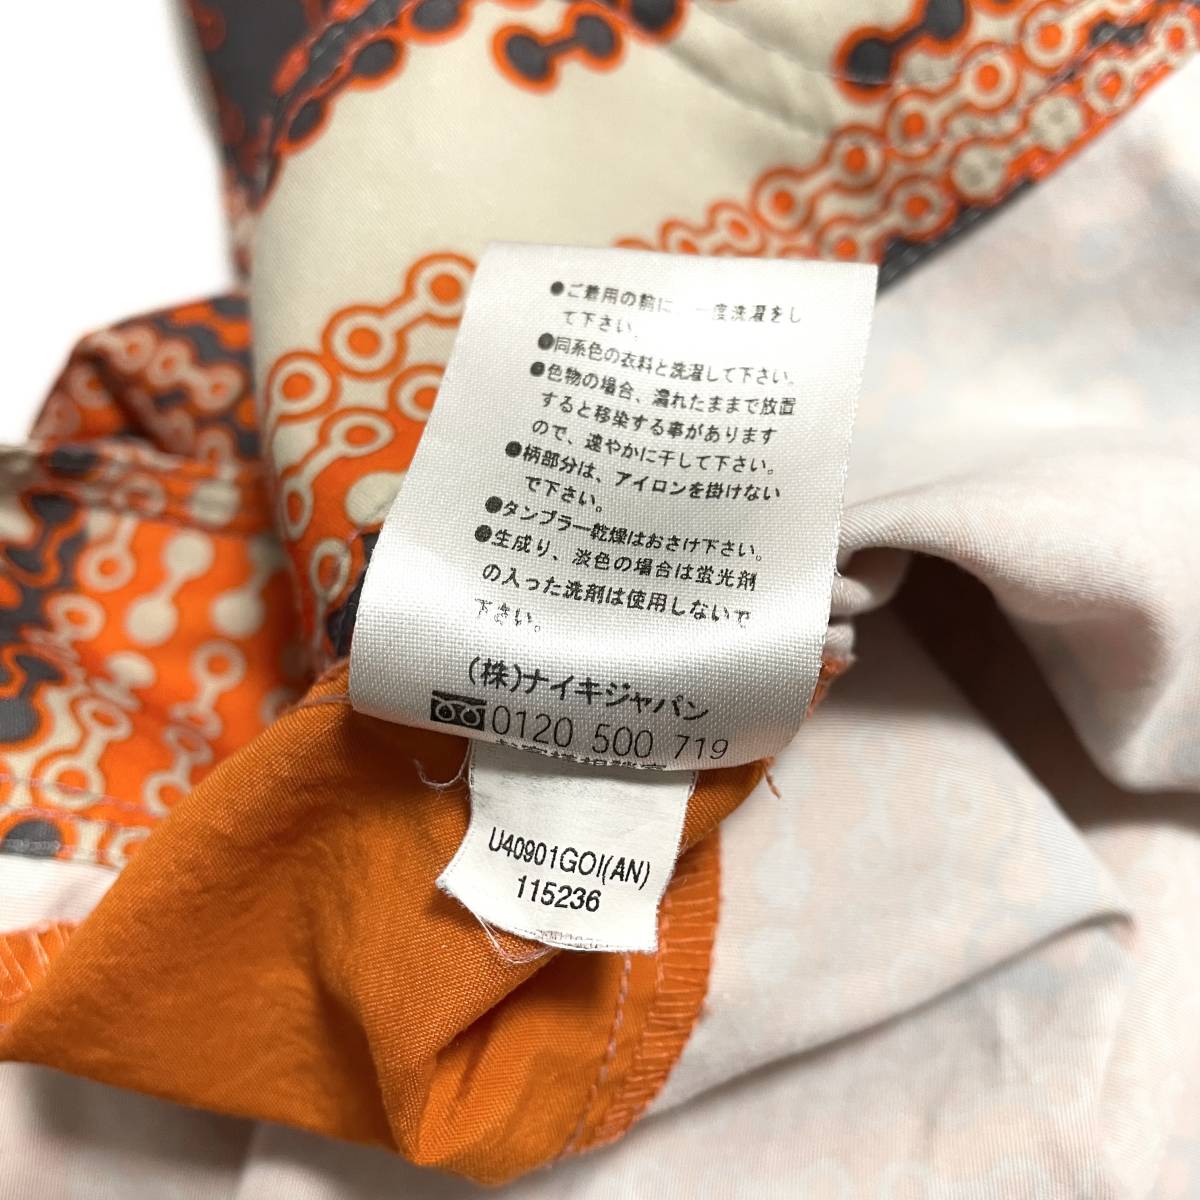 ●ご着用の前に、一度洗濯をし
て下さい。
●同系色の衣料と洗濯して下さい。
●色物の場合、濡れたままで放置
すると移染する事があります
ので、速やかに干して下さい。
●柄部分は、アイロンを掛けない
で下さい。
●タンブラー乾燥はおさけ下さい。
●生成り、淡色の場合は蛍光剤
の入った洗剤は使用しないで
下さい。
(株)ナイキジャパン
0120 500 719
U40901GOI(AN)
115236